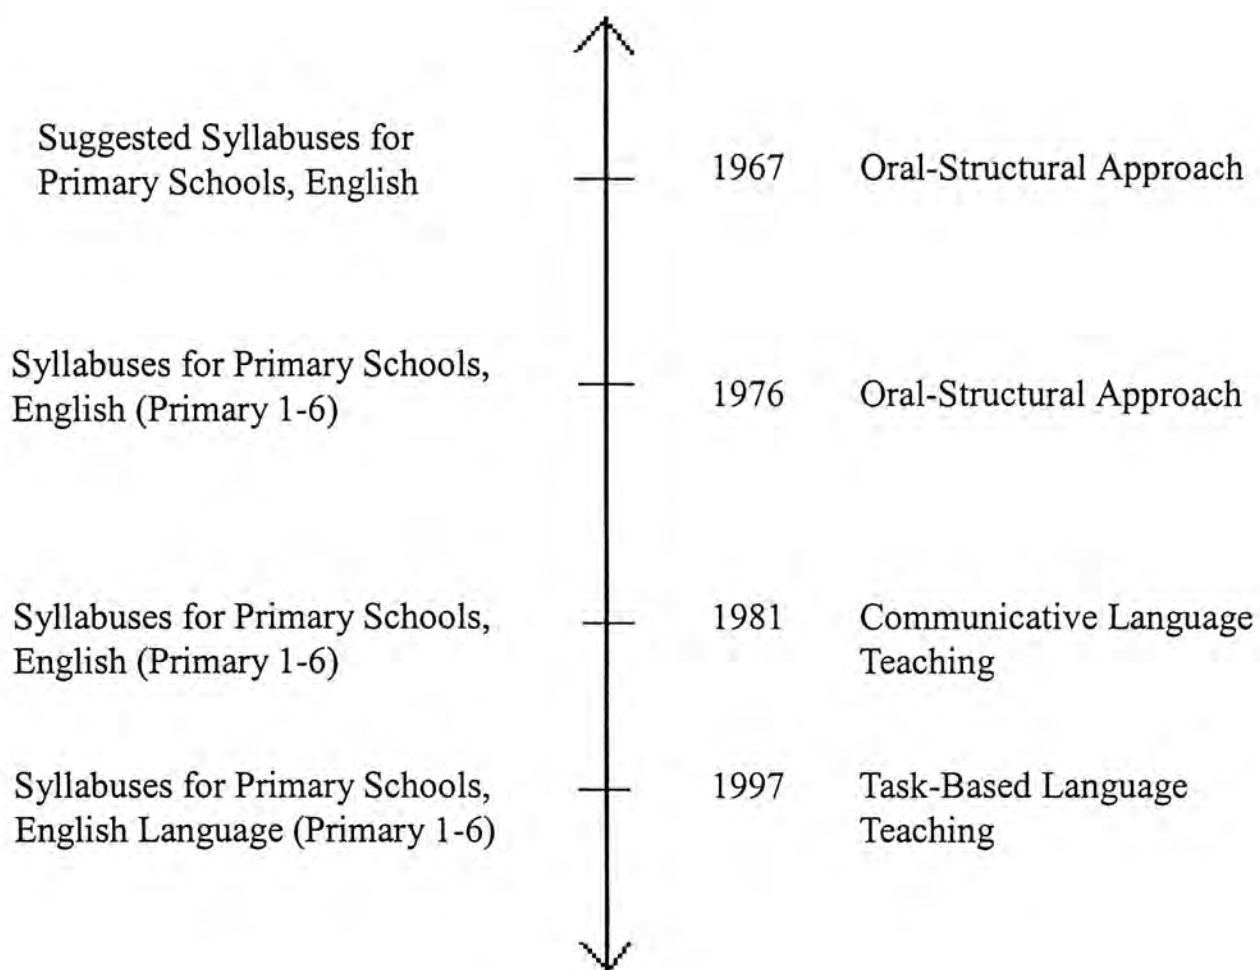 Suggested Syllabuses for
Primary Schools, English
1967 Oral-Structural Approach
Syllabuses for Primary Schools,
English (Primary 1-6)
1976 Oral-Structural Approach
Syllabuses for Primary Schools,
English (Primary 1-6)
1981 Communicative Language
Teaching
Syllabuses for Primary Schools,
English Language (Primary 1-6)
1997 Task-Based Language
Teaching